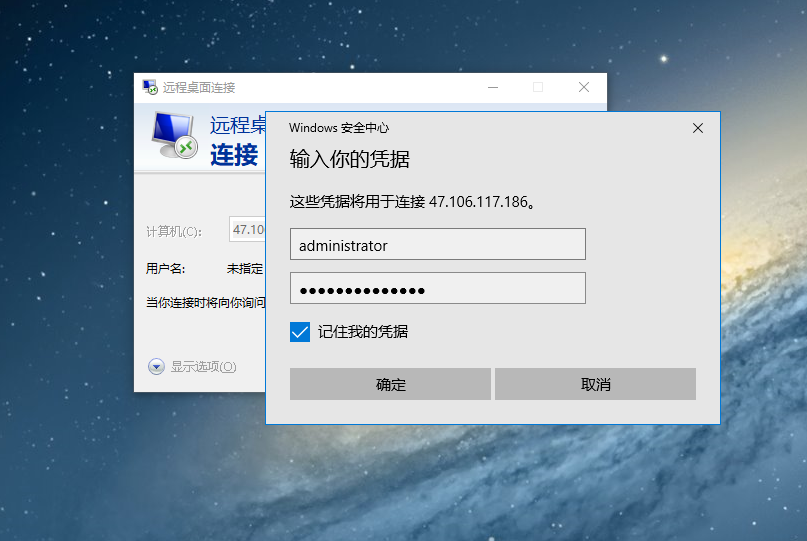 远程桌面连接
Windows 安全中心
远程桌
连接
输入你的凭据
这些凭据将用于连接 47.106.117.186。
计算机(C):
47.10
administrator
用户名:
未指定
当你连接时将向你询问
记住我的凭据
显示选项(O)
确定
取消